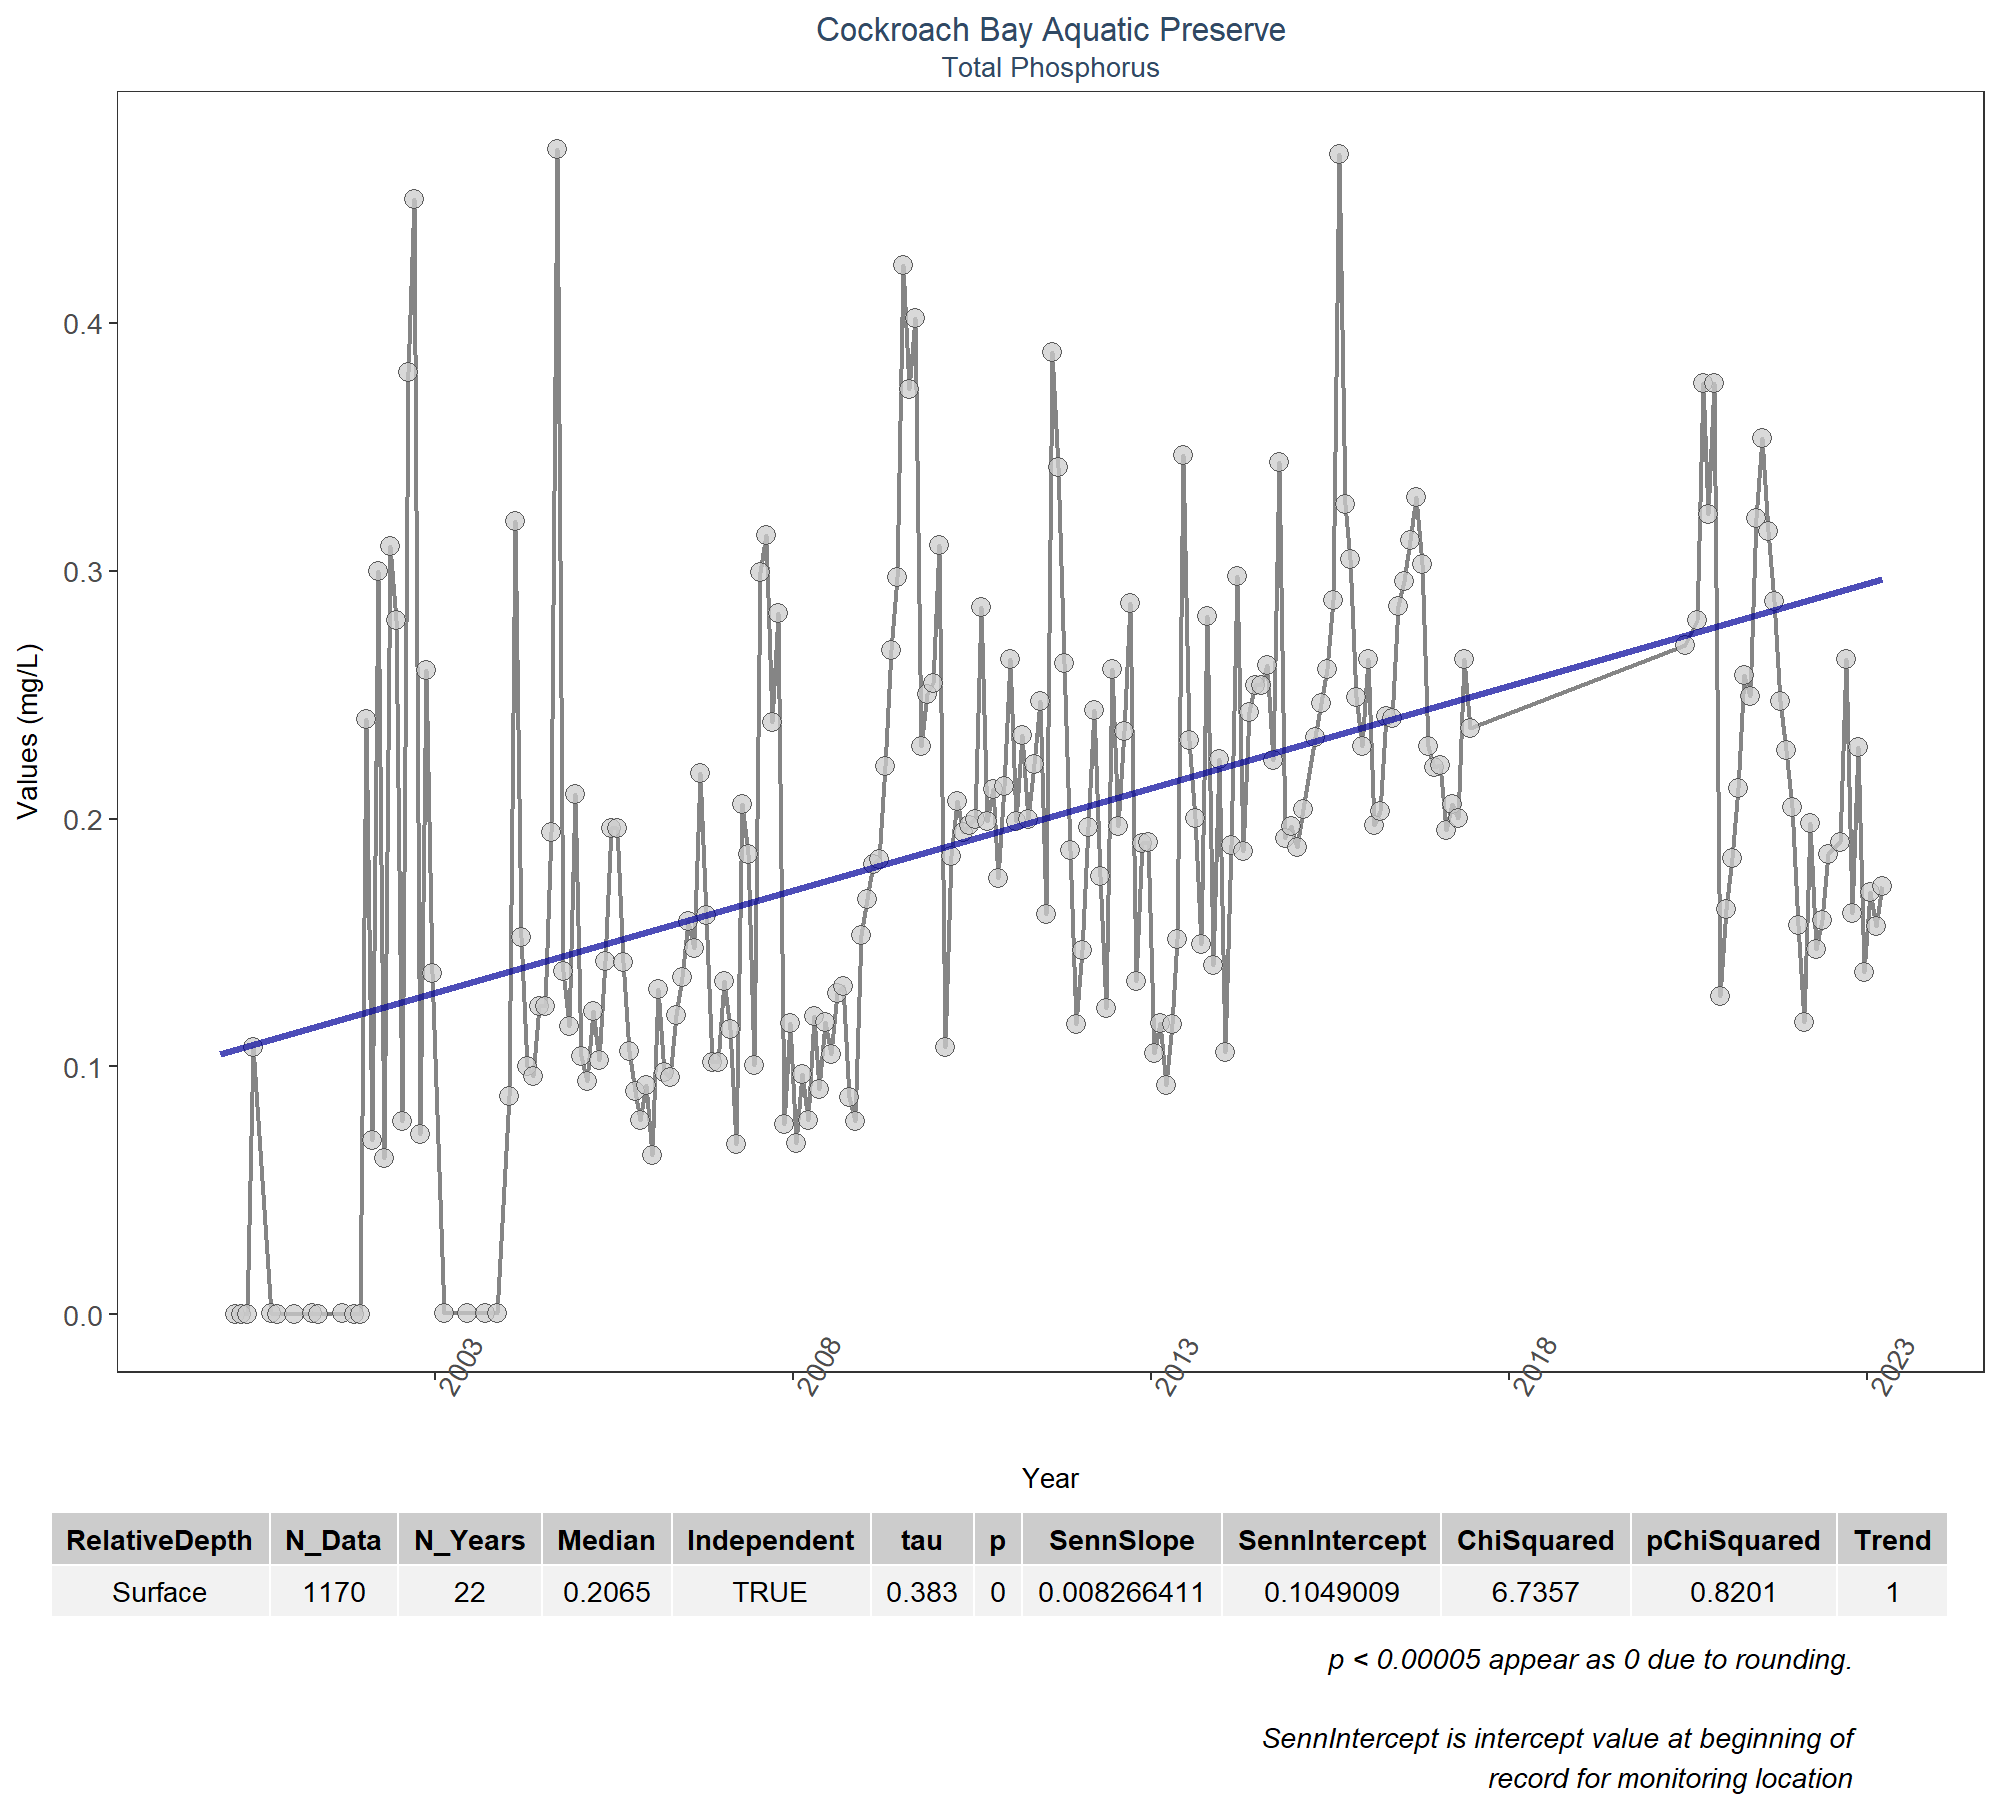 Cockroach Bay Aquatic Preserve
Total Phosphorus
Values (mg/L)
0.4
0.3
0.2
0.1
0.0
2003 2008 2013 2018 2023
Year
RelativeDepth N_Data N_Years Median Independent tau p SennSlope SennIntercept ChiSquared pChiSquared Trend
Surface 1170 22 0.2065 TRUE 0.383 0 0.008266411 0.1049009 6.7357 0.8201 1
p < 0.00005 appear as 0 due to rounding.
SennIntercept is intercept value at beginning of
record for monitoring location